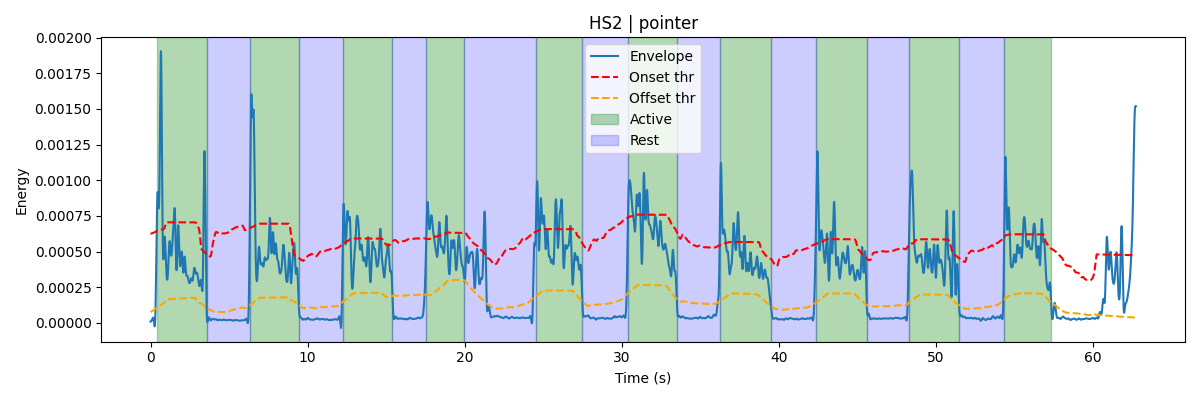 HS2 | pointer
Energy
0.00200
0.00175
0.00150
0.00125
0.00100
0.00075
0.00050
0.00025
0.00000
Envelope
Onset thr
Offset thr
Active
Rest
0 10 20 30 40 50 60
Time (s)